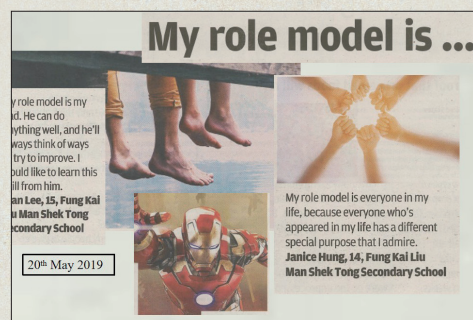 My role model is ...
y role model is my
d. He can do
ything well, and he'll
ways think of ways
try to improve. I
ould like to learn this
ill from him.
an Lee, 15, Fung Kai
u Man Shek Tong
econdary School
20th May 2019
My role model is everyone in my
life, because everyone who's
appeared in my life has a different
special purpose that I admire.
Janice Hung, 14, Fung Kai Liu
Man Shek Tong Secondary School